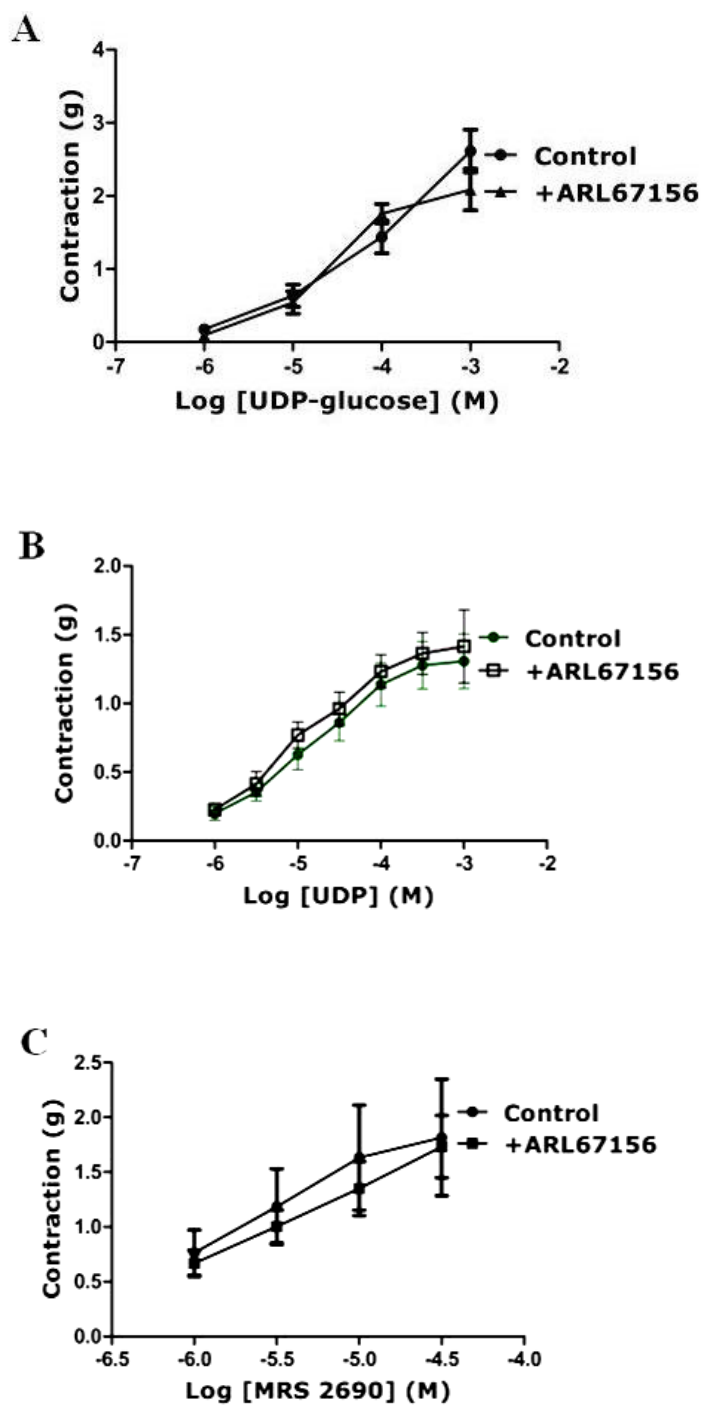 A
4
3
2
1
0
Contraction (g)
-7 -6 -5 -4 -3 -2
Log [UDP-glucose] (M)
Control
+ARL67156
B
2.0
1.5
1.0
0.5
0.0
Contraction (g)
-7 -6 -5 -4 -3 -2
Log [UDP] (M)
Control
+ARL67156
C
2.5
2.0
1.5
1.0
0.5
0.0
Contraction (g)
-6.5 -6.0 -5.5 -5.0 -4.5 -4.0
Log [MRS 2690] (M)
Control
+ARL67156